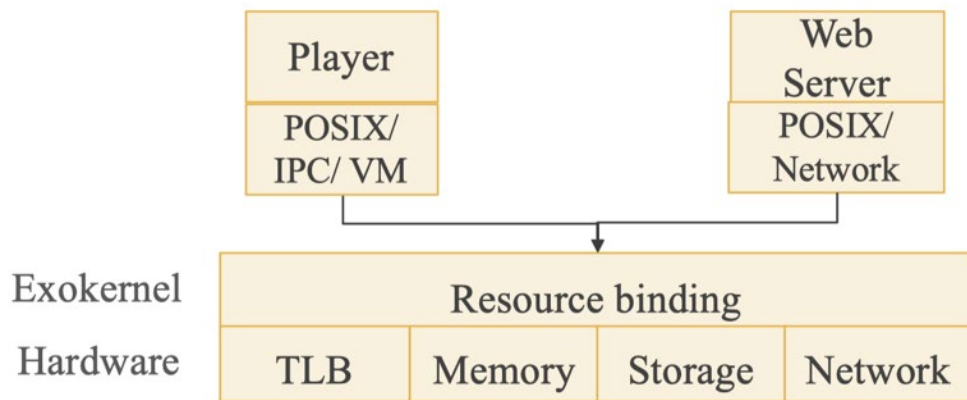 Player
POSIX/
IPC/ VM
Web
Server
POSIX/
Network
Exokernel
Resource binding
Hardware
TLB
Memory
Storage
Network